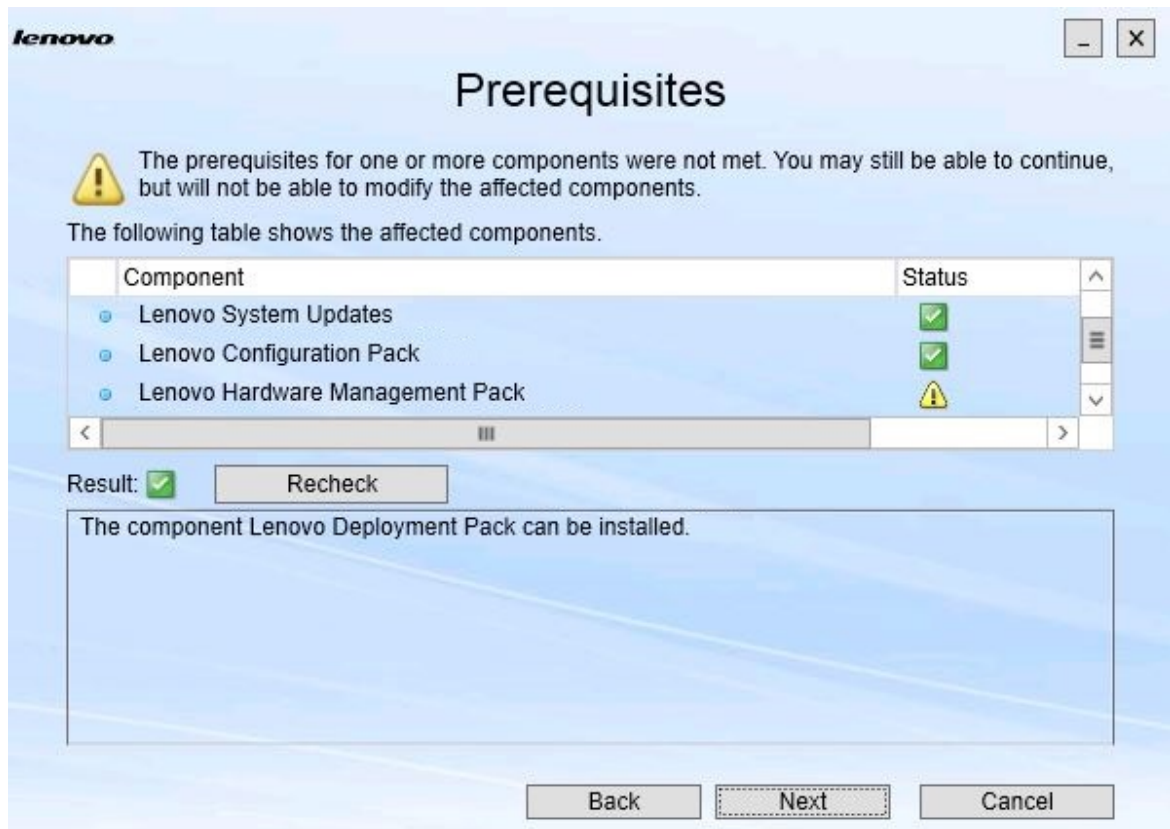 lenovo
Prerequisites
The prerequisites for one or more components were not met. You may still be able to continue,
but will not be able to modify the affected components.
The following table shows the affected components.
Component Status
Lenovo System Updates
Lenovo Configuration Pack
Lenovo Hardware Management Pack
Result: Recheck
The component Lenovo Deployment Pack can be installed.
Back Next Cancel